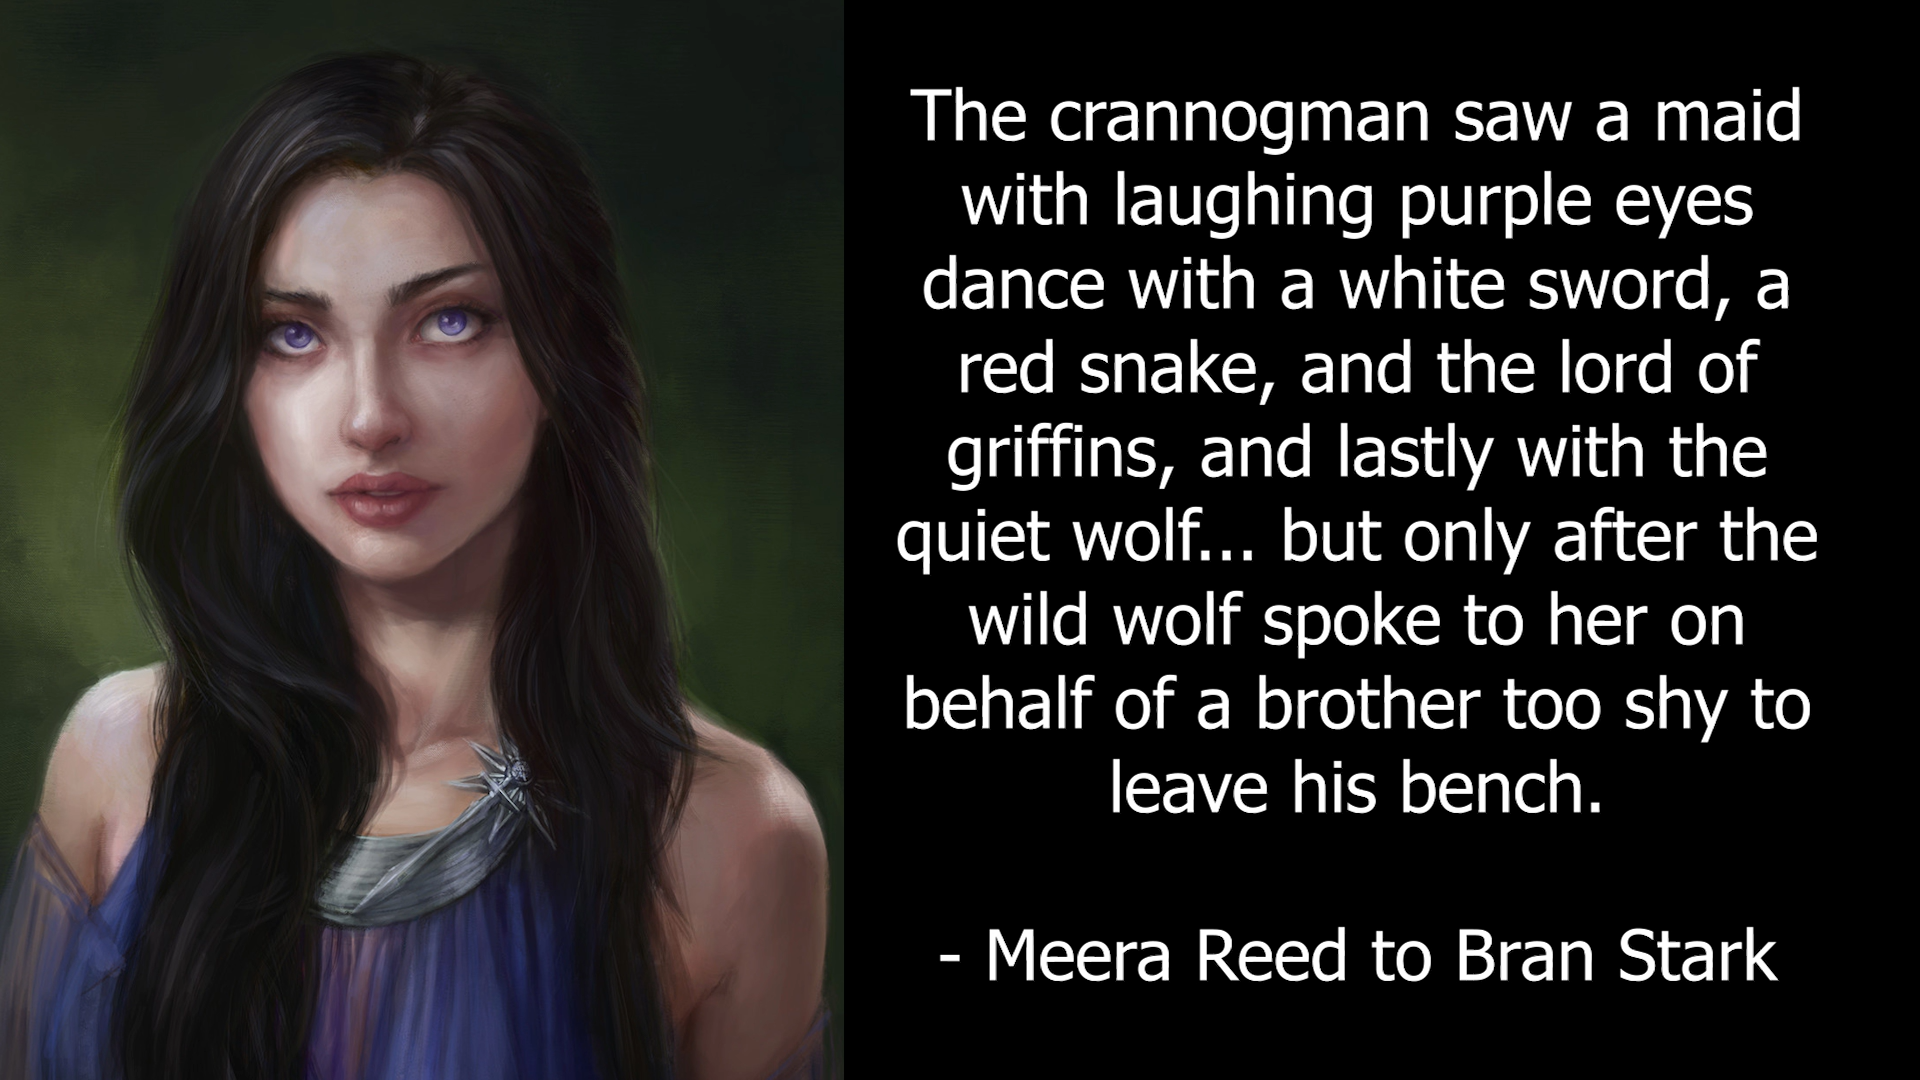 The crannogman saw a maid
with laughing purple eyes
dance with a white sword, a
red snake, and the lord of
griffins, and lastly with the
quiet wolf... but only after the
wild wolf spoke to her on
behalf of a brother too shy to
leave his bench.
- Meera Reed to Bran Stark